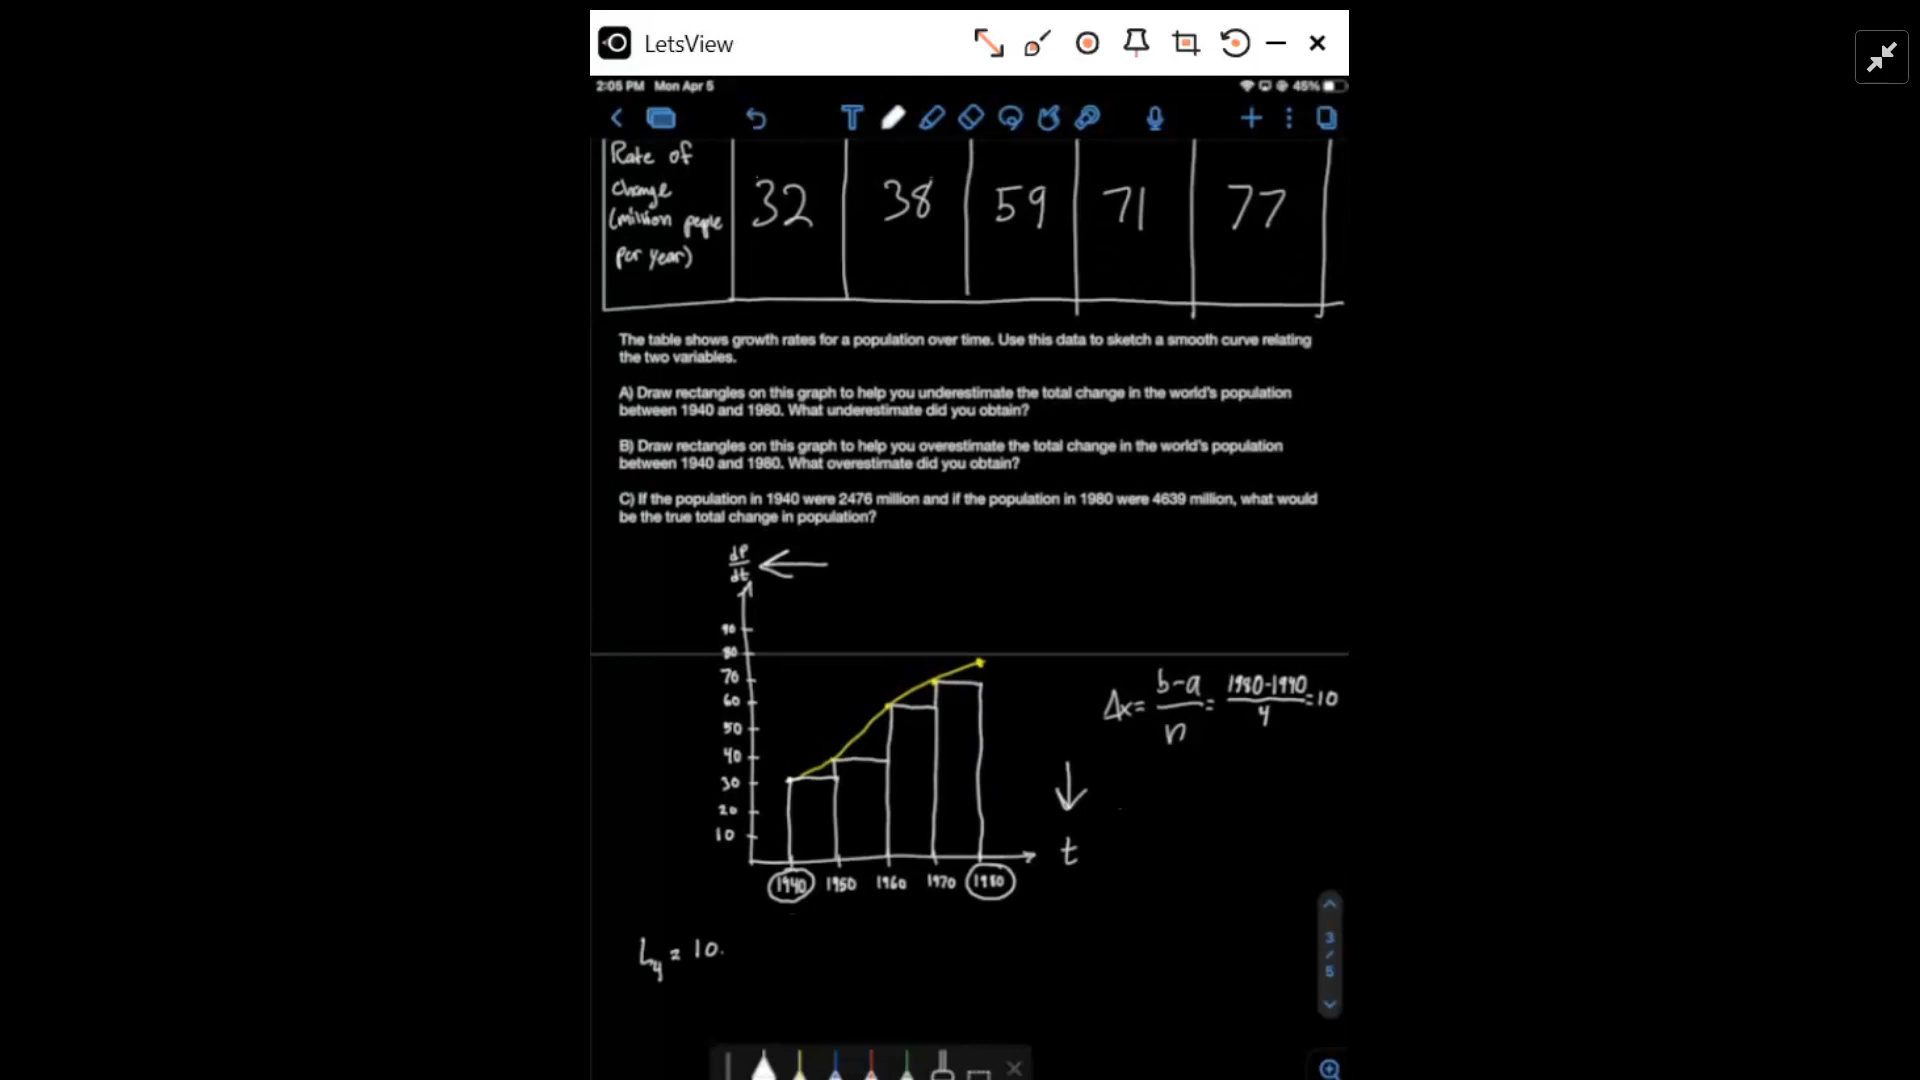 LetsView
2:05 PM Mon Apr 5
45%
Rate of
change
(million people
per year)
32 38 59 71 77
The table shows growth rates for a population over time. Use this data to sketch a smooth curve relating
the two variables.
A) Draw rectangles on this graph to help you underestimate the total change in the world's population
between 1940 and 1980. What underestimate did you obtain?
B) Draw rectangles on this graph to help you overestimate the total change in the world's population
between 1940 and 1980. What overestimate did you obtain?
C) If the population in 1940 were 2476 million and if the population in 1980 were 4639 million, what would
be the true total change in population?
dP
dt
90
80
70
60
50
40
30
20
10
1940 1950 1960 1970 1980
t
Δx = b-a / n = 1980-1940 / 4 = 10
L4 = 10.
3
/
5